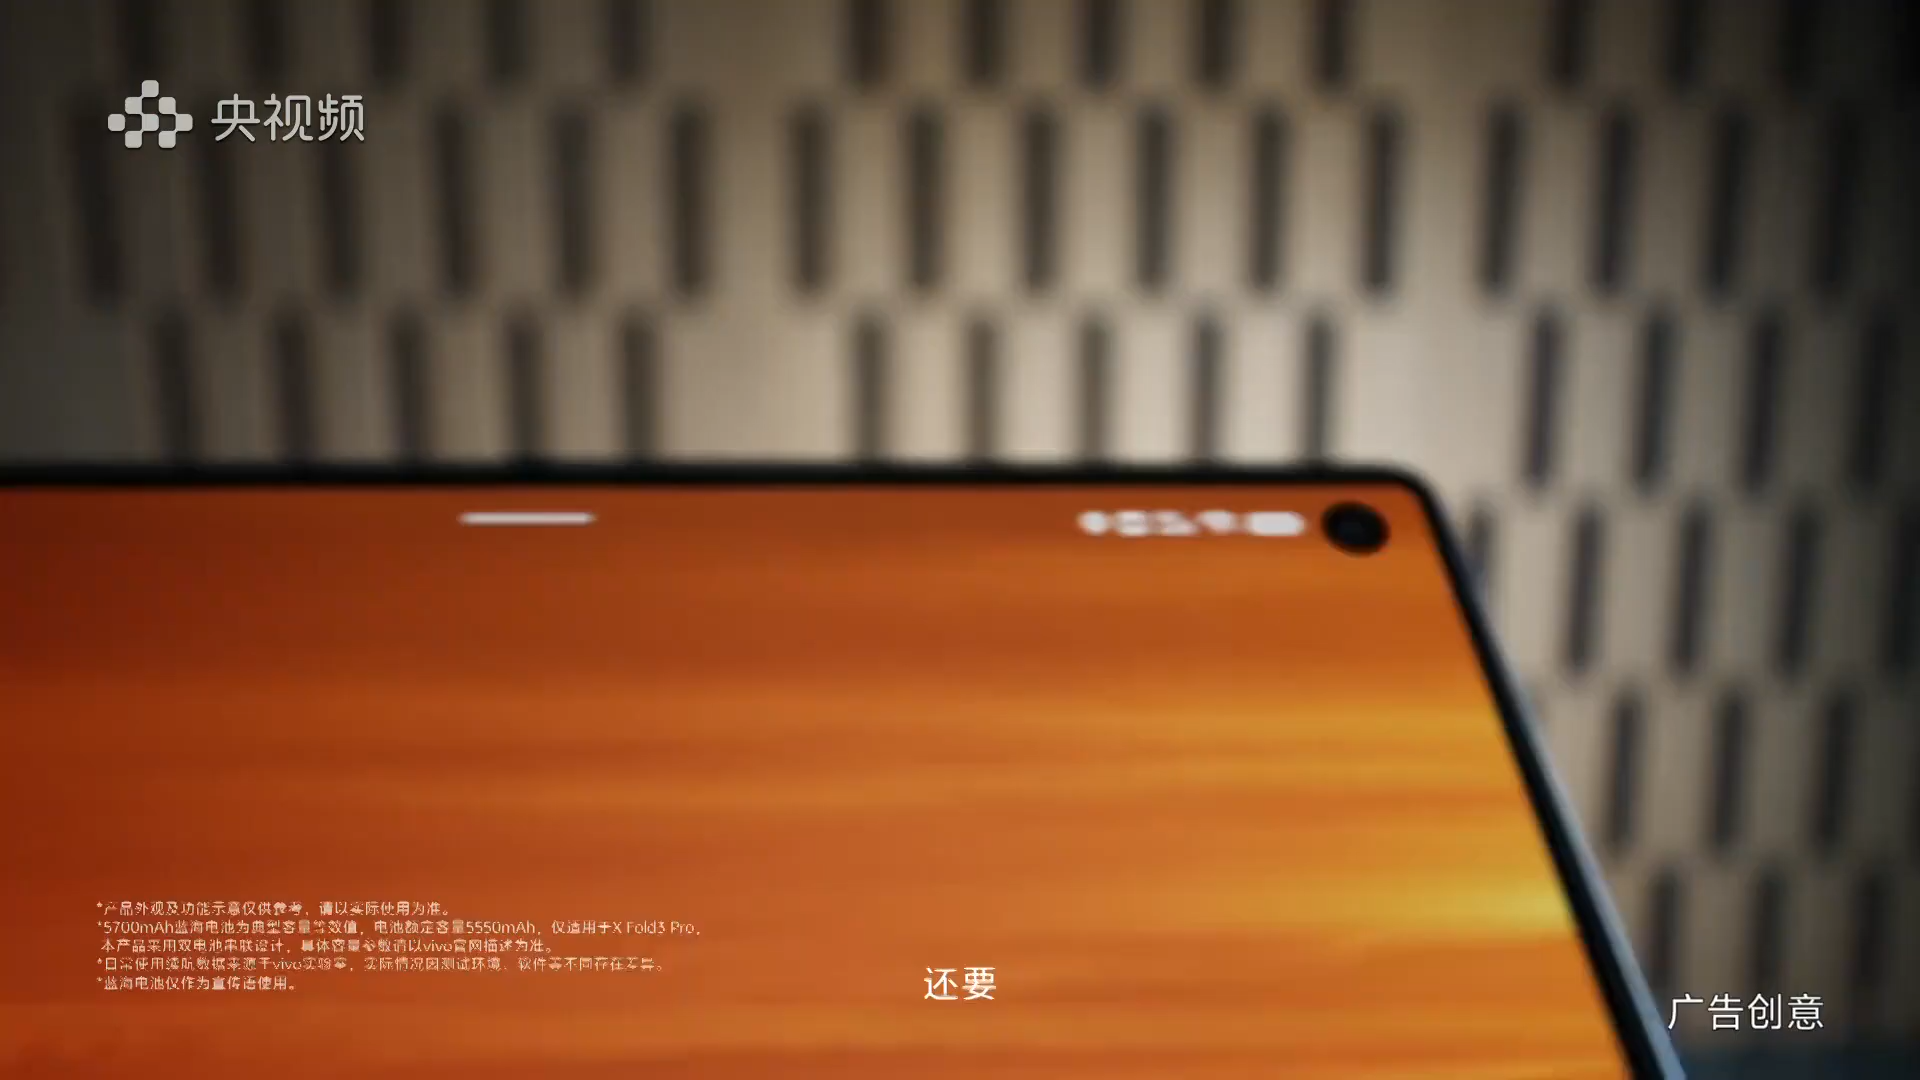 央视频
*产品外观及功能示意仅供参考，请以实际使用为准。
*5700mAh蓝海电池为典型容量等效值，电池额定容量5550mAh，仅适用于X Fold3 Pro，
本产品采用双电池串联设计，具体容量参数请以vivo官网描述为准。
*日常使用续航数据来源于vivo实验室，实际情况因测试环境、软件等不同存在差异。
*蓝海电池仅作为宣传语使用。
还要
广告创意